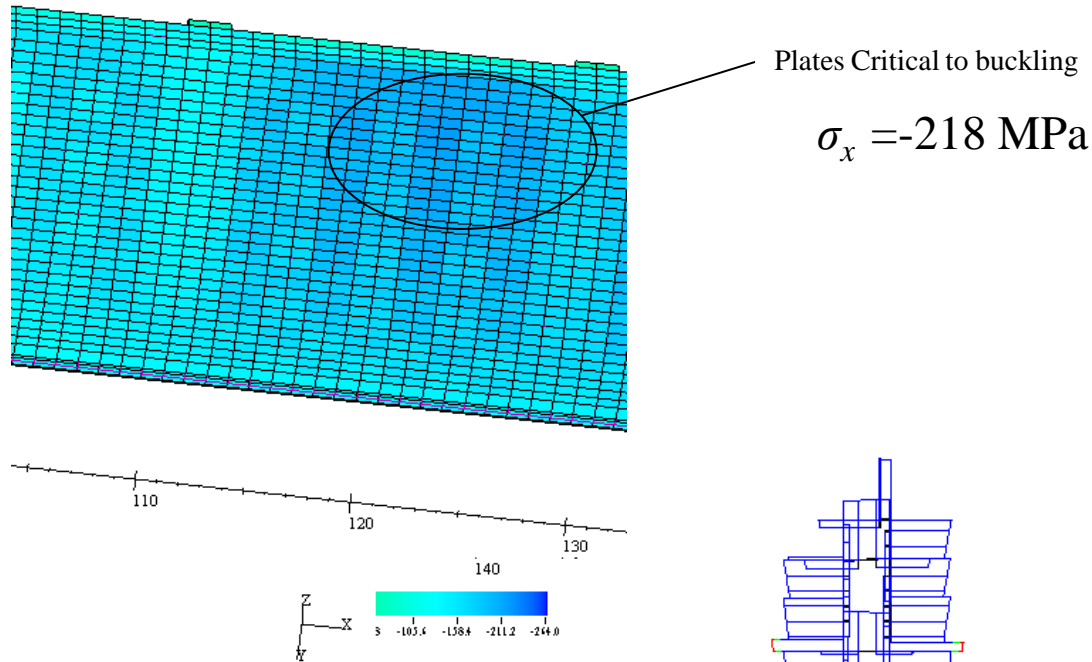 Plates Critical to buckling
σx =-218 MPa
110
120
130
140
Z
X
Y
-105.6 -158.4 -211.2 -264.0